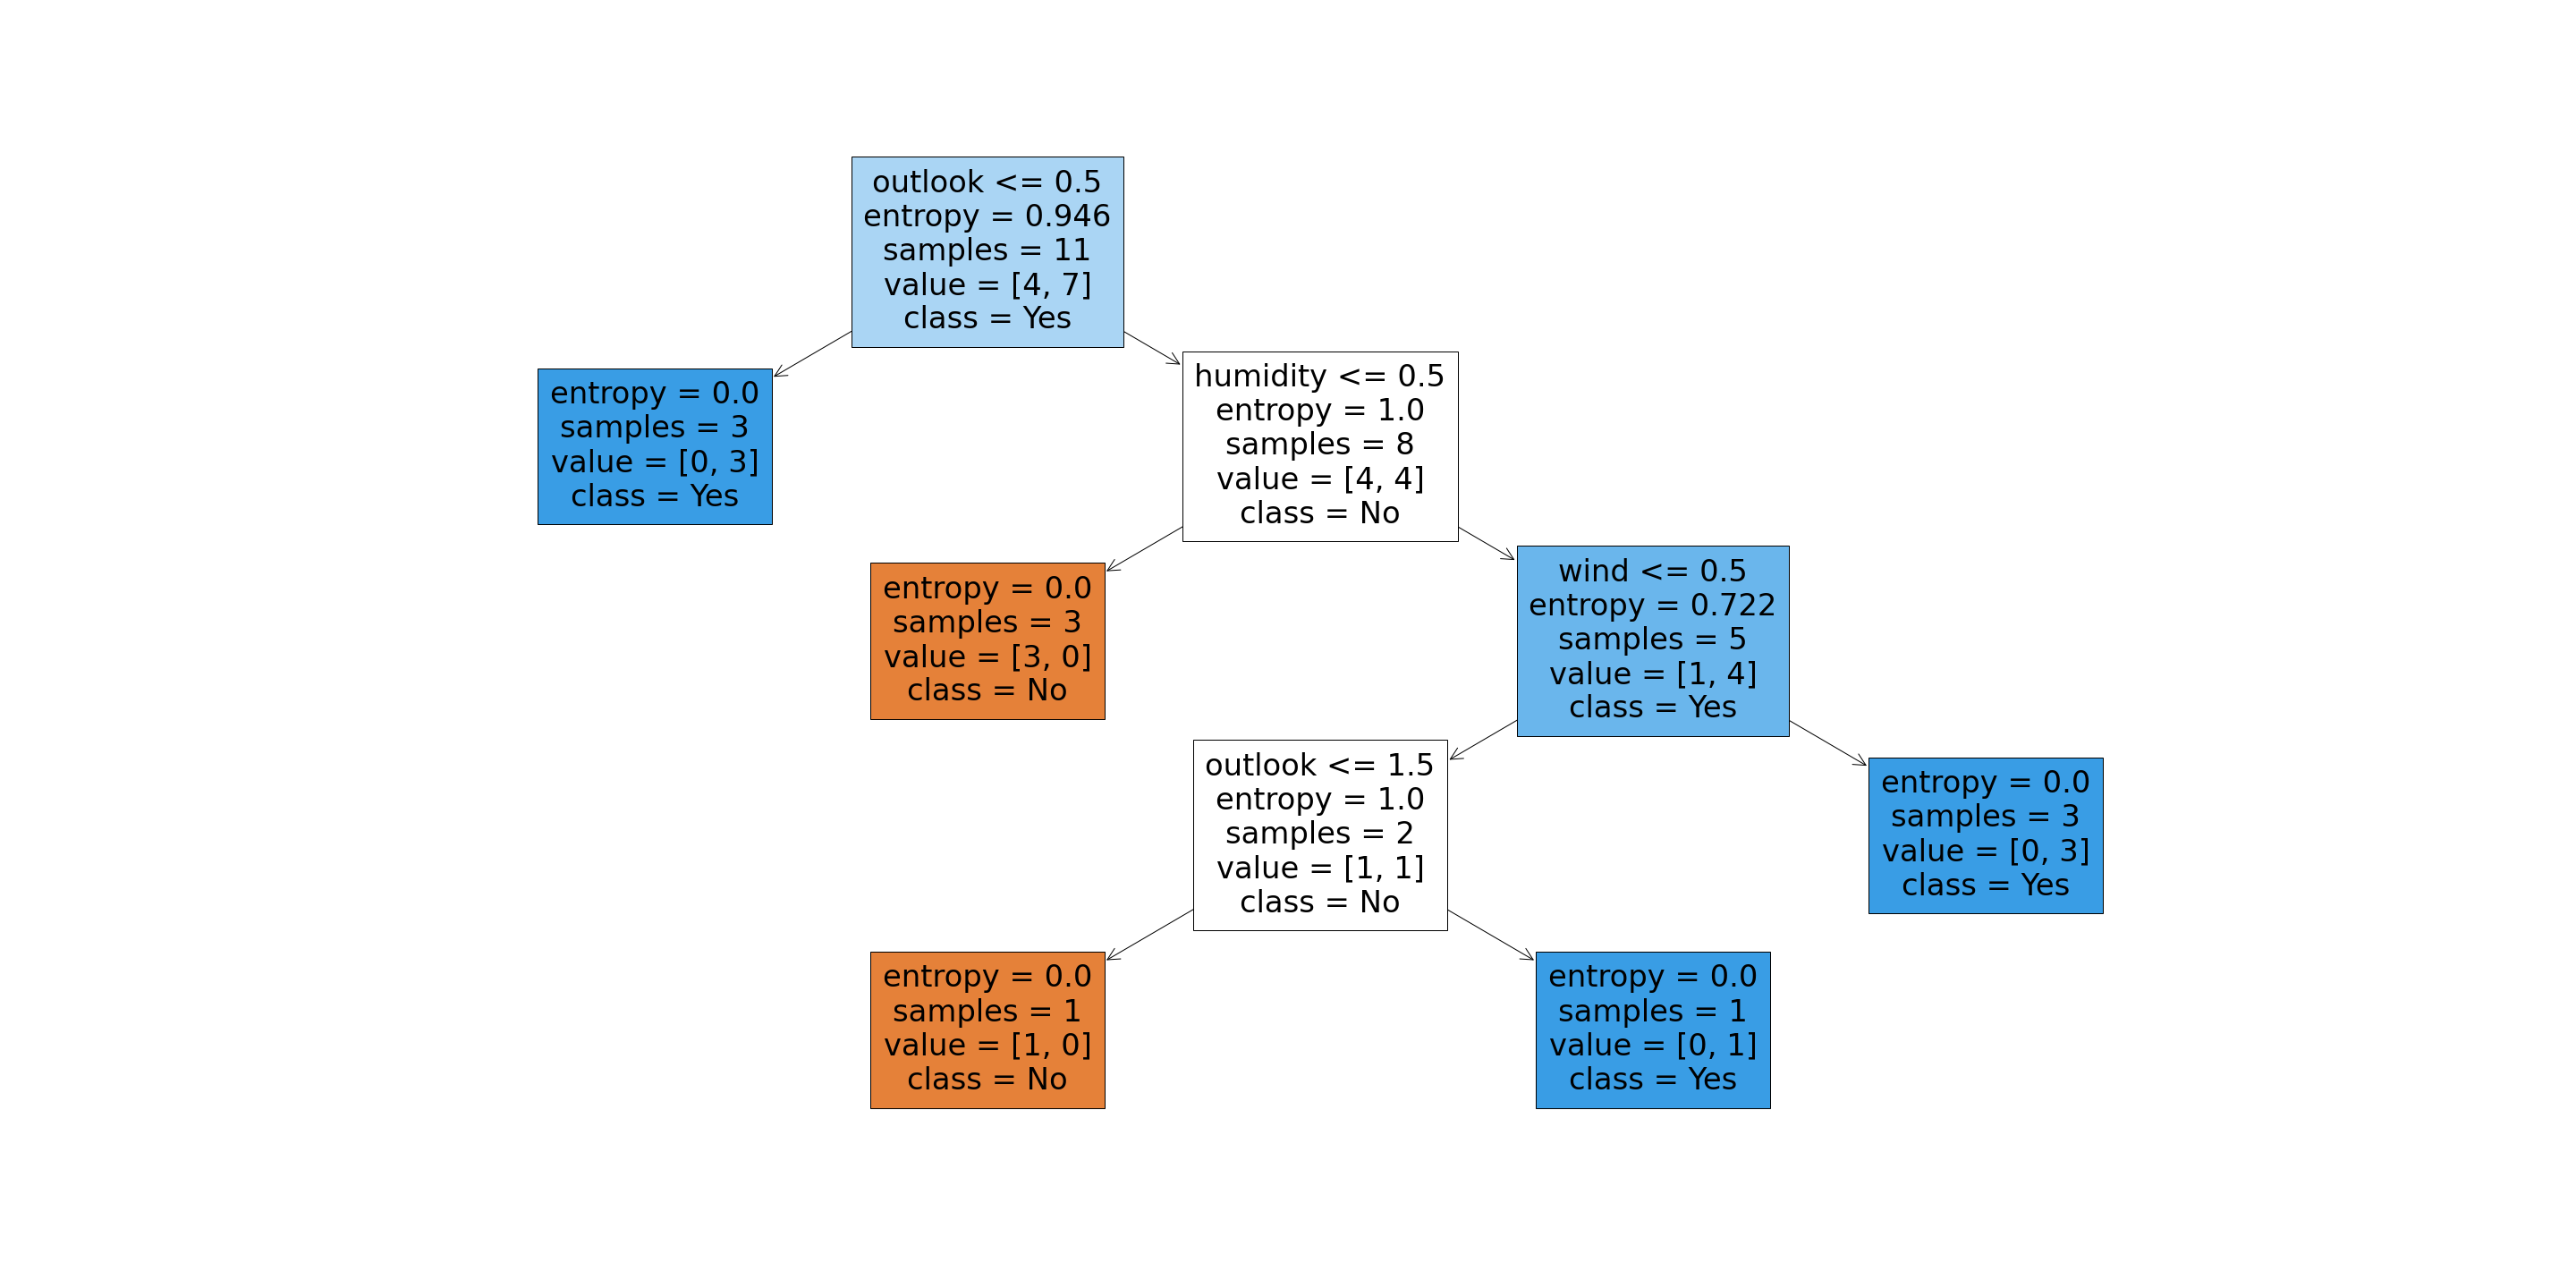 outlook <= 0.5
entropy = 0.946
samples = 11
value = [4, 7]
class = Yes
entropy = 0.0
samples = 3
value = [0, 3]
class = Yes
humidity <= 0.5
entropy = 1.0
samples = 8
value = [4, 4]
class = No
entropy = 0.0
samples = 3
value = [3, 0]
class = No
wind <= 0.5
entropy = 0.722
samples = 5
value = [1, 4]
class = Yes
outlook <= 1.5
entropy = 1.0
samples = 2
value = [1, 1]
class = No
entropy = 0.0
samples = 3
value = [0, 3]
class = Yes
entropy = 0.0
samples = 1
value = [1, 0]
class = No
entropy = 0.0
samples = 1
value = [0, 1]
class = Yes